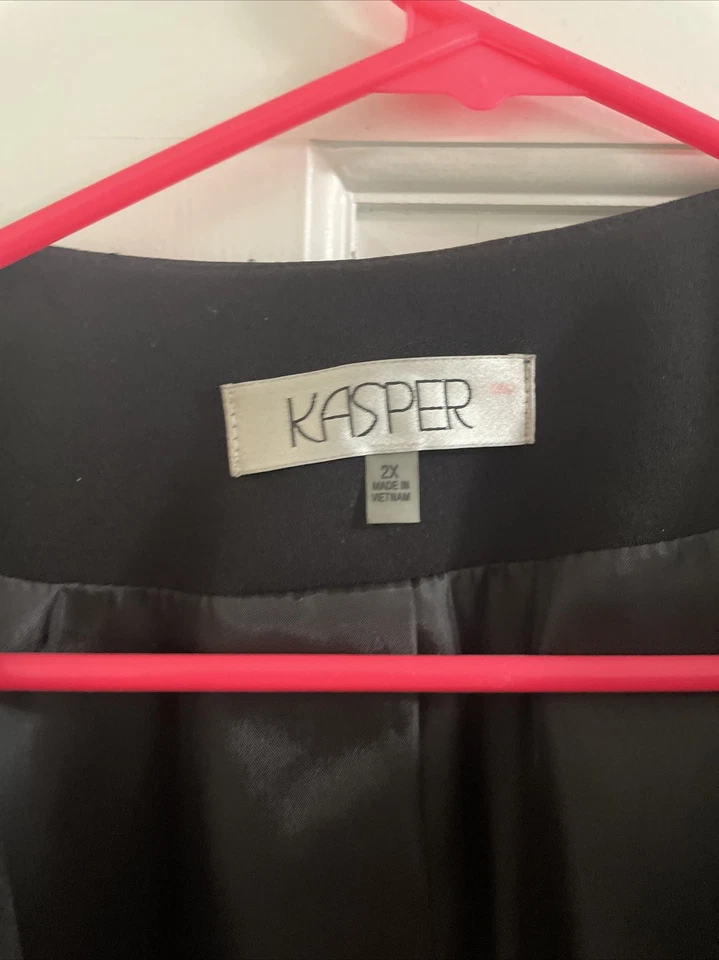 KASPER
2X
MADE IN
VIETNAM